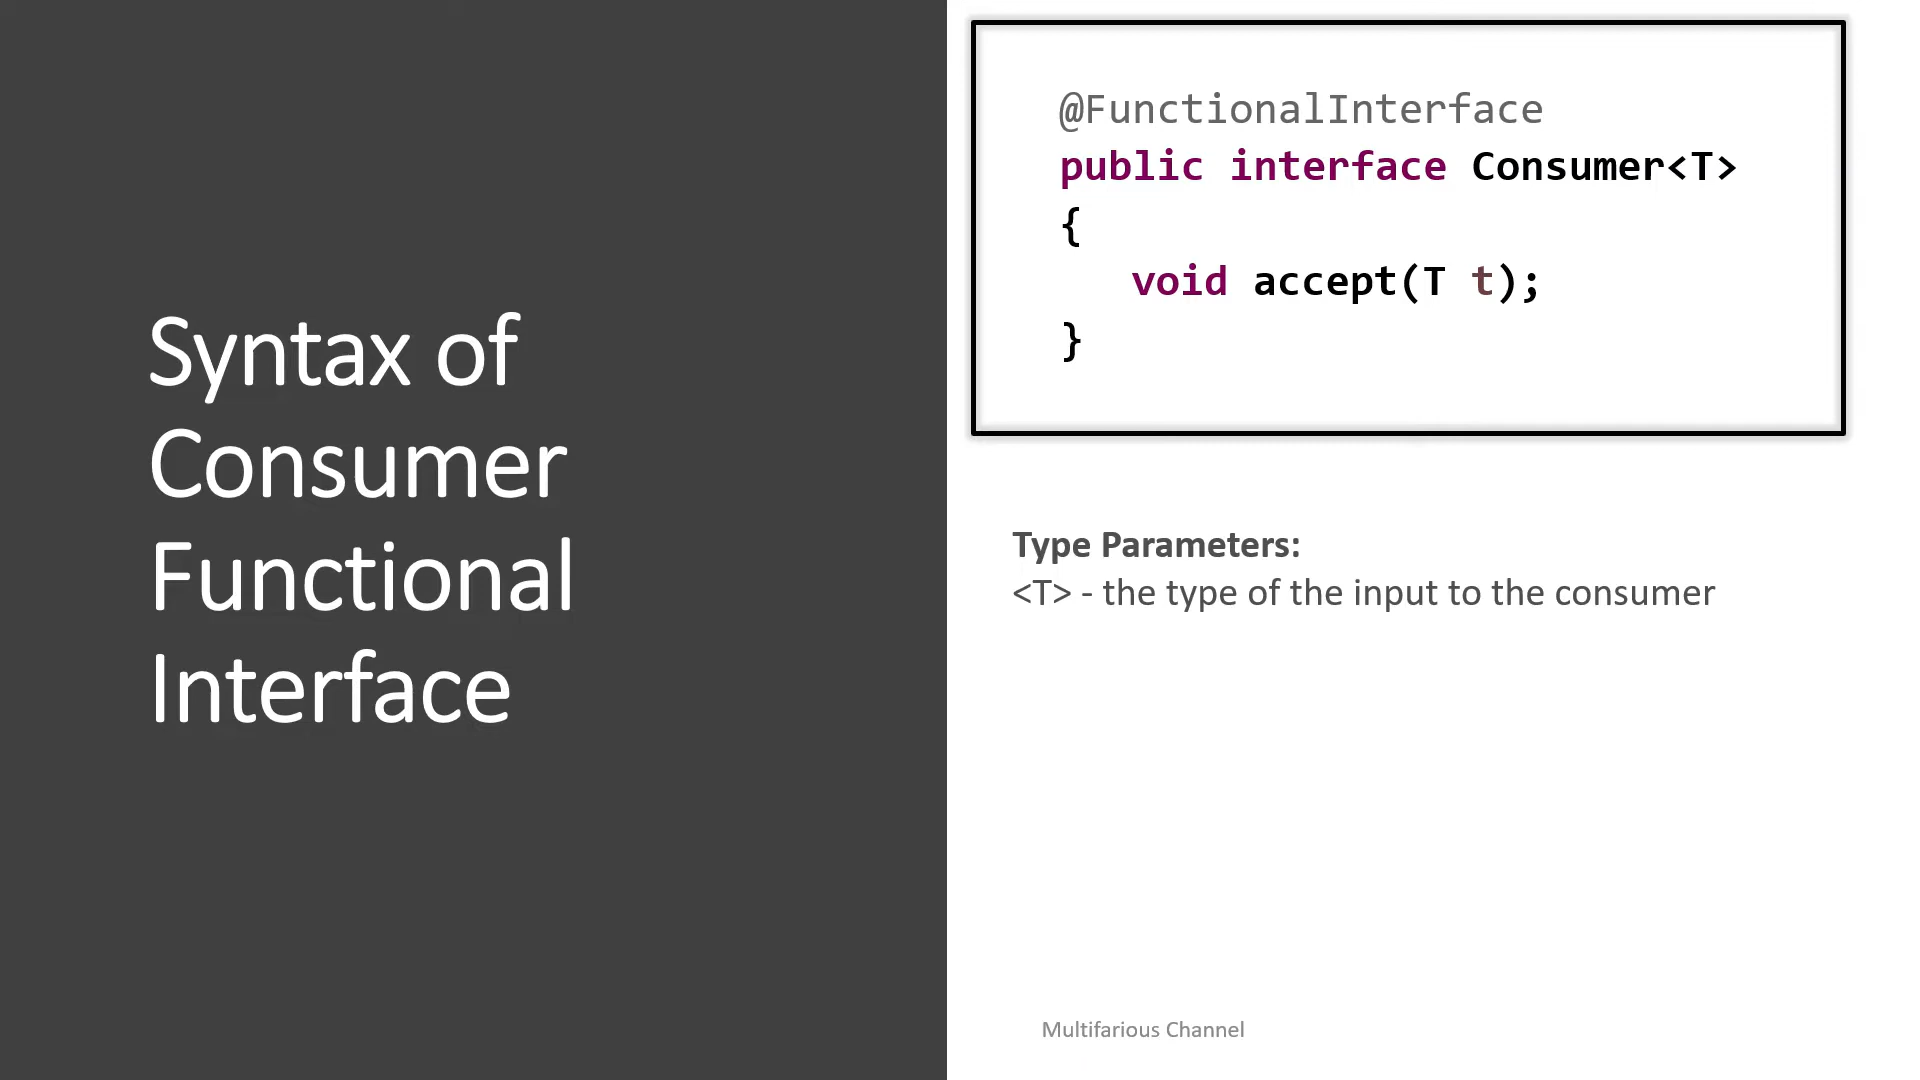 Syntax of
Consumer
Functional
Interface
@FunctionalInterface
public interface Consumer<T>
{
void accept(T t);
}
Type Parameters:
<T> - the type of the input to the consumer
Multifarious Channel